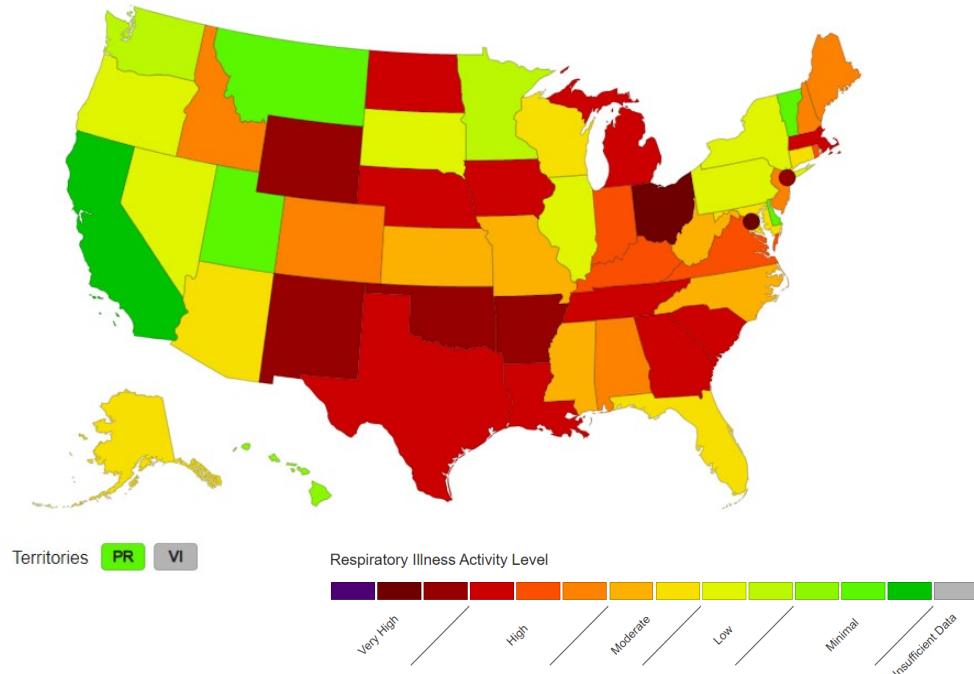 Territories PR VI
Respiratory Illness Activity Level
Very High
High
Moderate
Low
Minimal
Insufficient Data